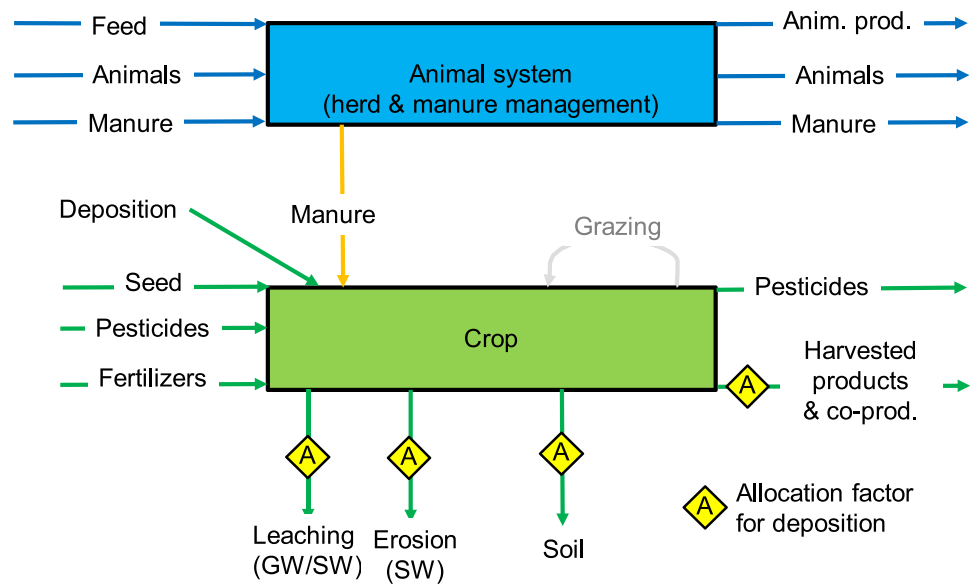 Feed
Anim. prod.
Animals
Animal system
(herd & manure management)
Animals
Manure
Manure
Deposition
Manure
Grazing
Seed
Pesticides
Pesticides
Crop
Fertilizers
Harvested
products
& co-prod.
A
A
A
A
A
Allocation factor
for deposition
Leaching
(GW/SW)
Erosion
(SW)
Soil